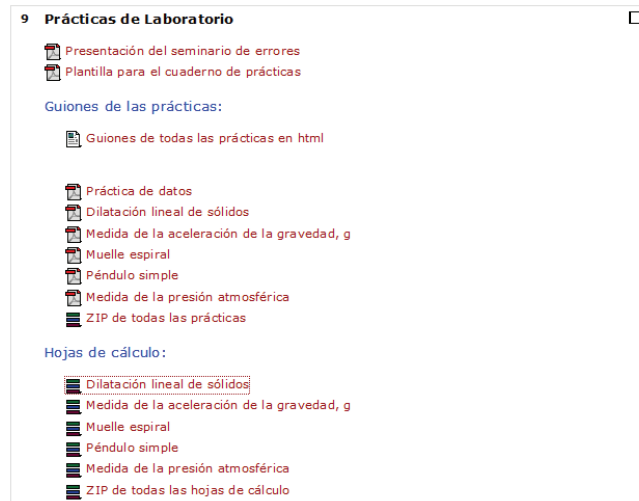 9 Prácticas de Laboratorio
Presentación del seminario de errores
Plantilla para el cuaderno de prácticas
Guiones de las prácticas:
Guiones de todas las prácticas en html
Práctica de datos
Dilatación lineal de sólidos
Medida de la aceleración de la gravedad, g
Muelle espiral
Péndulo simple
Medida de la presión atmosférica
ZIP de todas las prácticas
Hojas de cálculo:
Dilatación lineal de sólidos
Medida de la aceleración de la gravedad, g
Muelle espiral
Péndulo simple
Medida de la presión atmosférica
ZIP de todas las hojas de cálculo